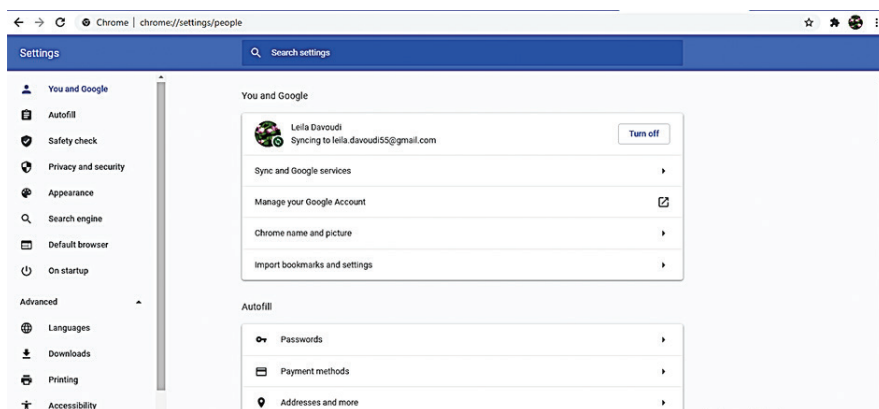 Chrome | chrome://settings/people
Settings
Search settings
You and Google
Autofill
Safety check
Privacy and security
Appearance
Search engine
Default browser
On startup
Advanced
Languages
Downloads
Printing
Accessibility
You and Google
Leila Davoudi
Syncing to leila.davoudi55@gmail.com
Turn off
Sync and Google services
Manage your Google Account
Chrome name and picture
Import bookmarks and settings
Autofill
Passwords
Payment methods
Addresses and more